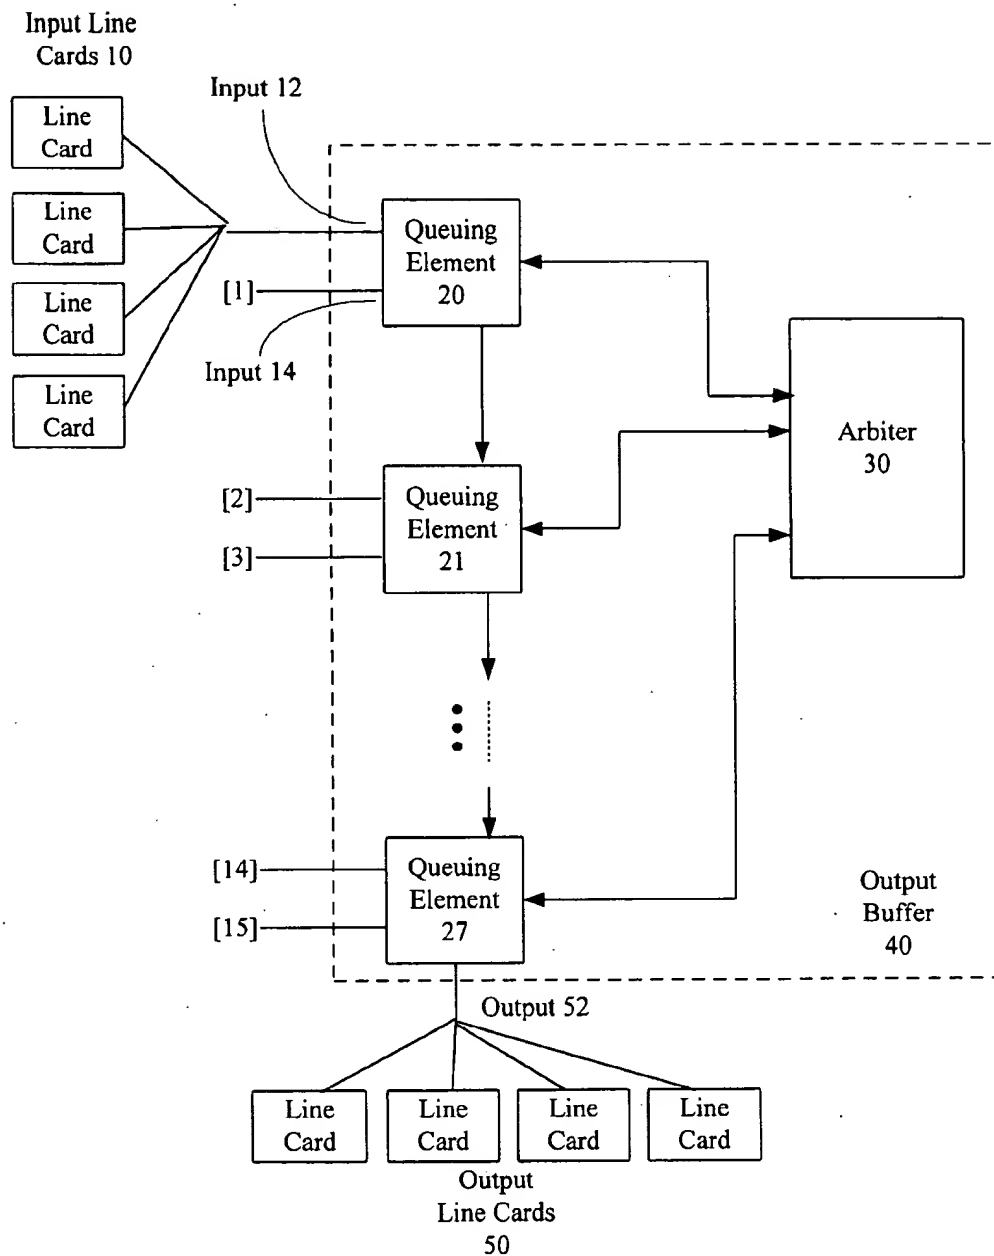 Input Line
Cards 10
Input 12
Line
Card
Line
Card
Line
Card
Line
Card
[1]
Input 14
Queuing
Element
20
Arbiter
30
[2]
[3]
Queuing
Element
21
[14]
[15]
Queuing
Element
27
Output
Buffer
40
Output 52
Line
Card
Line
Card
Line
Card
Line
Card
Output
Line Cards
50